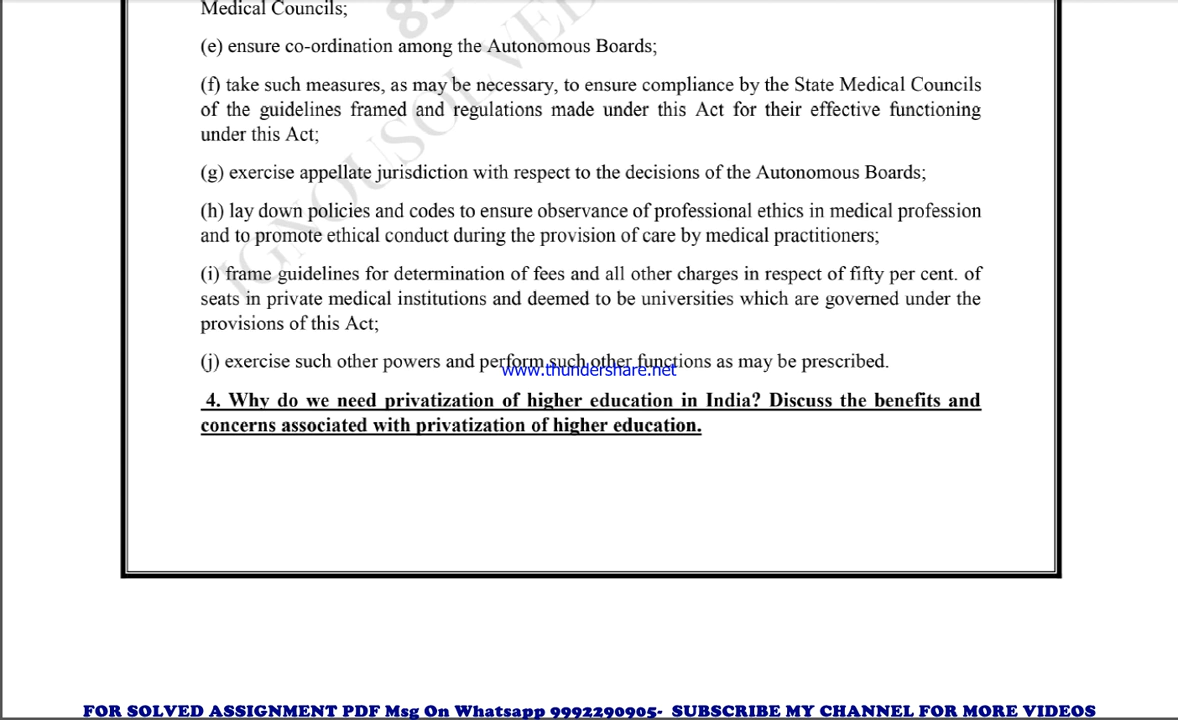 Medical Councils;
(e) ensure co-ordination among the Autonomous Boards;
(f) take such measures, as may be necessary, to ensure compliance by the State Medical Councils
of the guidelines framed and regulations made under this Act for their effective functioning
under this Act;
(g) exercise appellate jurisdiction with respect to the decisions of the Autonomous Boards;
(h) lay down policies and codes to ensure observance of professional ethics in medical profession
and to promote ethical conduct during the provision of care by medical practitioners;
(i) frame guidelines for determination of fees and all other charges in respect of fifty per cent. of
seats in private medical institutions and deemed to be universities which are governed under the
provisions of this Act;
(j) exercise such other powers and perform such other functions as may be prescribed.
www.thundershare.net
4. Why do we need privatization of higher education in India? Discuss the benefits and
concerns associated with privatization of higher education.
FOR SOLVED ASSIGNMENT PDF Msg On Whatsapp 9992290905- SUBSCRIBE MY CHANNEL FOR MORE VIDEOS